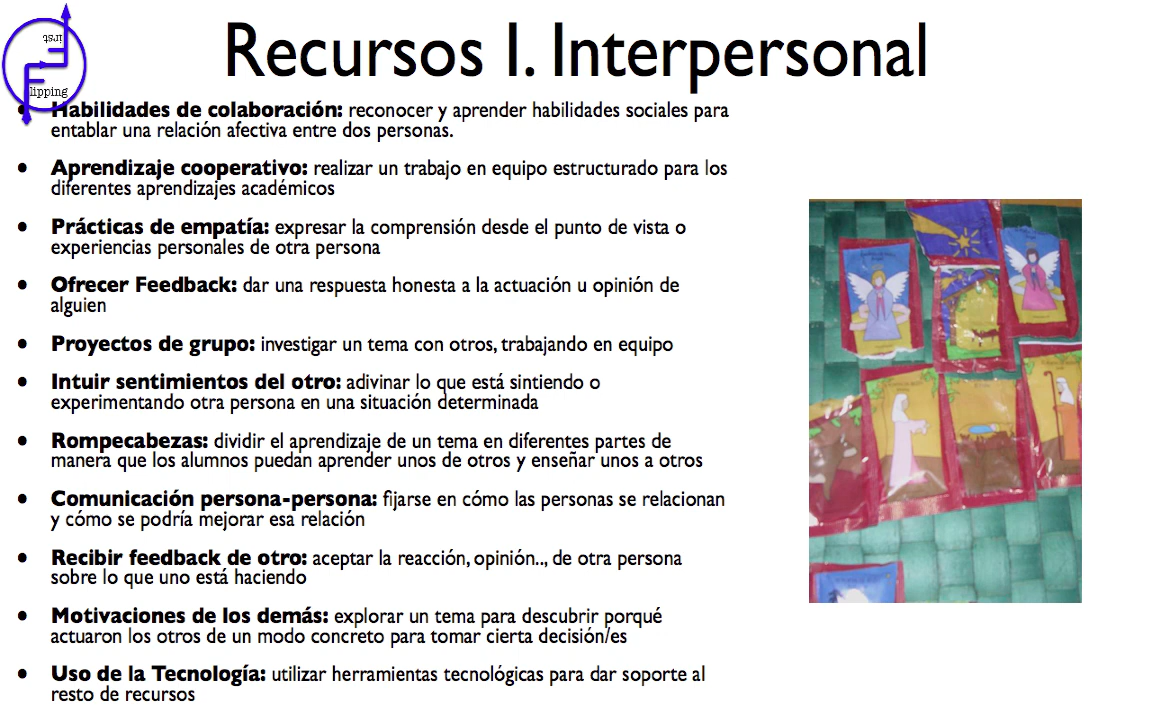 Recursos I. Interpersonal
first
lipping
• Habilidades de colaboración: reconocer y aprender habilidades sociales para
entablar una relación afectiva entre dos personas.
• Aprendizaje cooperativo: realizar un trabajo en equipo estructurado para los
diferentes aprendizajes académicos
• Prácticas de empatía: expresar la comprensión desde el punto de vista o
experiencias personales de otra persona
• Ofrecer Feedback: dar una respuesta honesta a la actuación u opinión de
alguien
• Proyectos de grupo: investigar un tema con otros, trabajando en equipo
• Intuir sentimientos del otro: adivinar lo que está sintiendo o
experimentando otra persona en una situación determinada
• Rompecabezas: dividir el aprendizaje de un tema en diferentes partes de
manera que los alumnos puedan aprender unos de otros y enseñar unos a otros
• Comunicación persona-persona: fijarse en cómo las personas se relacionan
y cómo se podría mejorar esa relación
• Recibir feedback de otro: aceptar la reacción, opinión.., de otra persona
sobre lo que uno está haciendo
• Motivaciones de los demás: explorar un tema para descubrir porqué
actuaron los otros de un modo concreto para tomar cierta decisión/es
• Uso de la Tecnología: utilizar herramientas tecnológicas para dar soporte al
resto de recursos